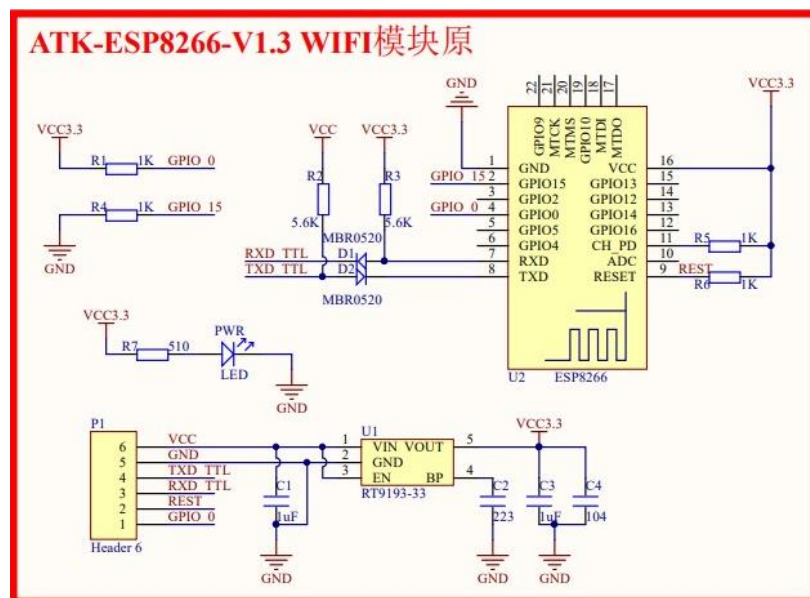 ATK-ESP8266-V1.3 WIFI模块原
VCC3.3
R1 1K GPIO_0
R4 1K GPIO_15
GND
VCC VCC3.3
R2 R3
5.6K 5.6K
MBR0520
RXD_TTL D1
TXD_TTL D2
MBR0520
GND
VCC3.3
22 21 20 19 18 17
GPIO9 MTCK MTMS GPIO10 MTDI MTDO
1 GND VCC 16
GPIO_15 2 GPIO15 GPIO13 15
3 GPIO2 GPIO12 14
GPIO_0 4 GPIO0 GPIO14 13
5 GPIO5 GPIO16 12
6 GPIO4 CH_PD 11 R5 1K
7 RXD ADC 10
8 TXD RESET 9 REST R6 1K
U2 ESP8266
VCC3.3
R7 510
PWR
LED
GND
P1
6 VCC
5 GND
4 TXD_TTL
3 RXD_TTL
2 REST
1 GPIO_0
Header 6
U1
1 VIN VOUT 5
2 GND
3 EN BP 4
RT9193-33
VCC3.3
C1 C2 C3 C4
1uF 223 1uF 104
GND GND GND